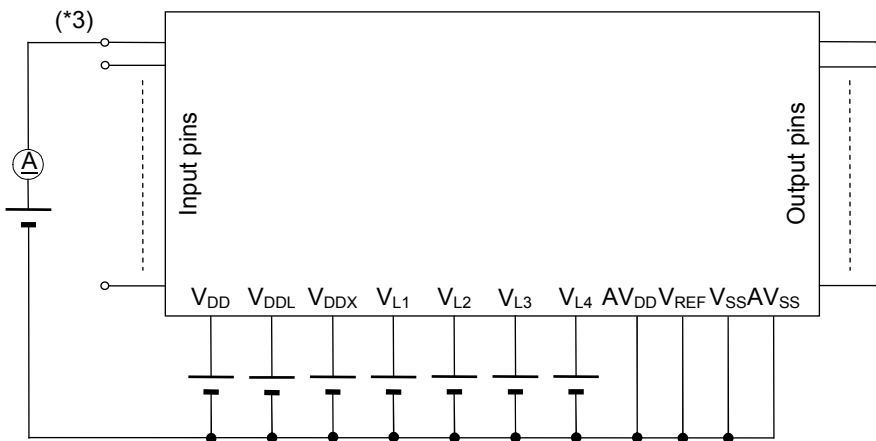 (*3)
A
Input pins
Output pins
VDD VDDL VDDX VL1 VL2 VL3 VL4 AVDD VREF VSS AVSS